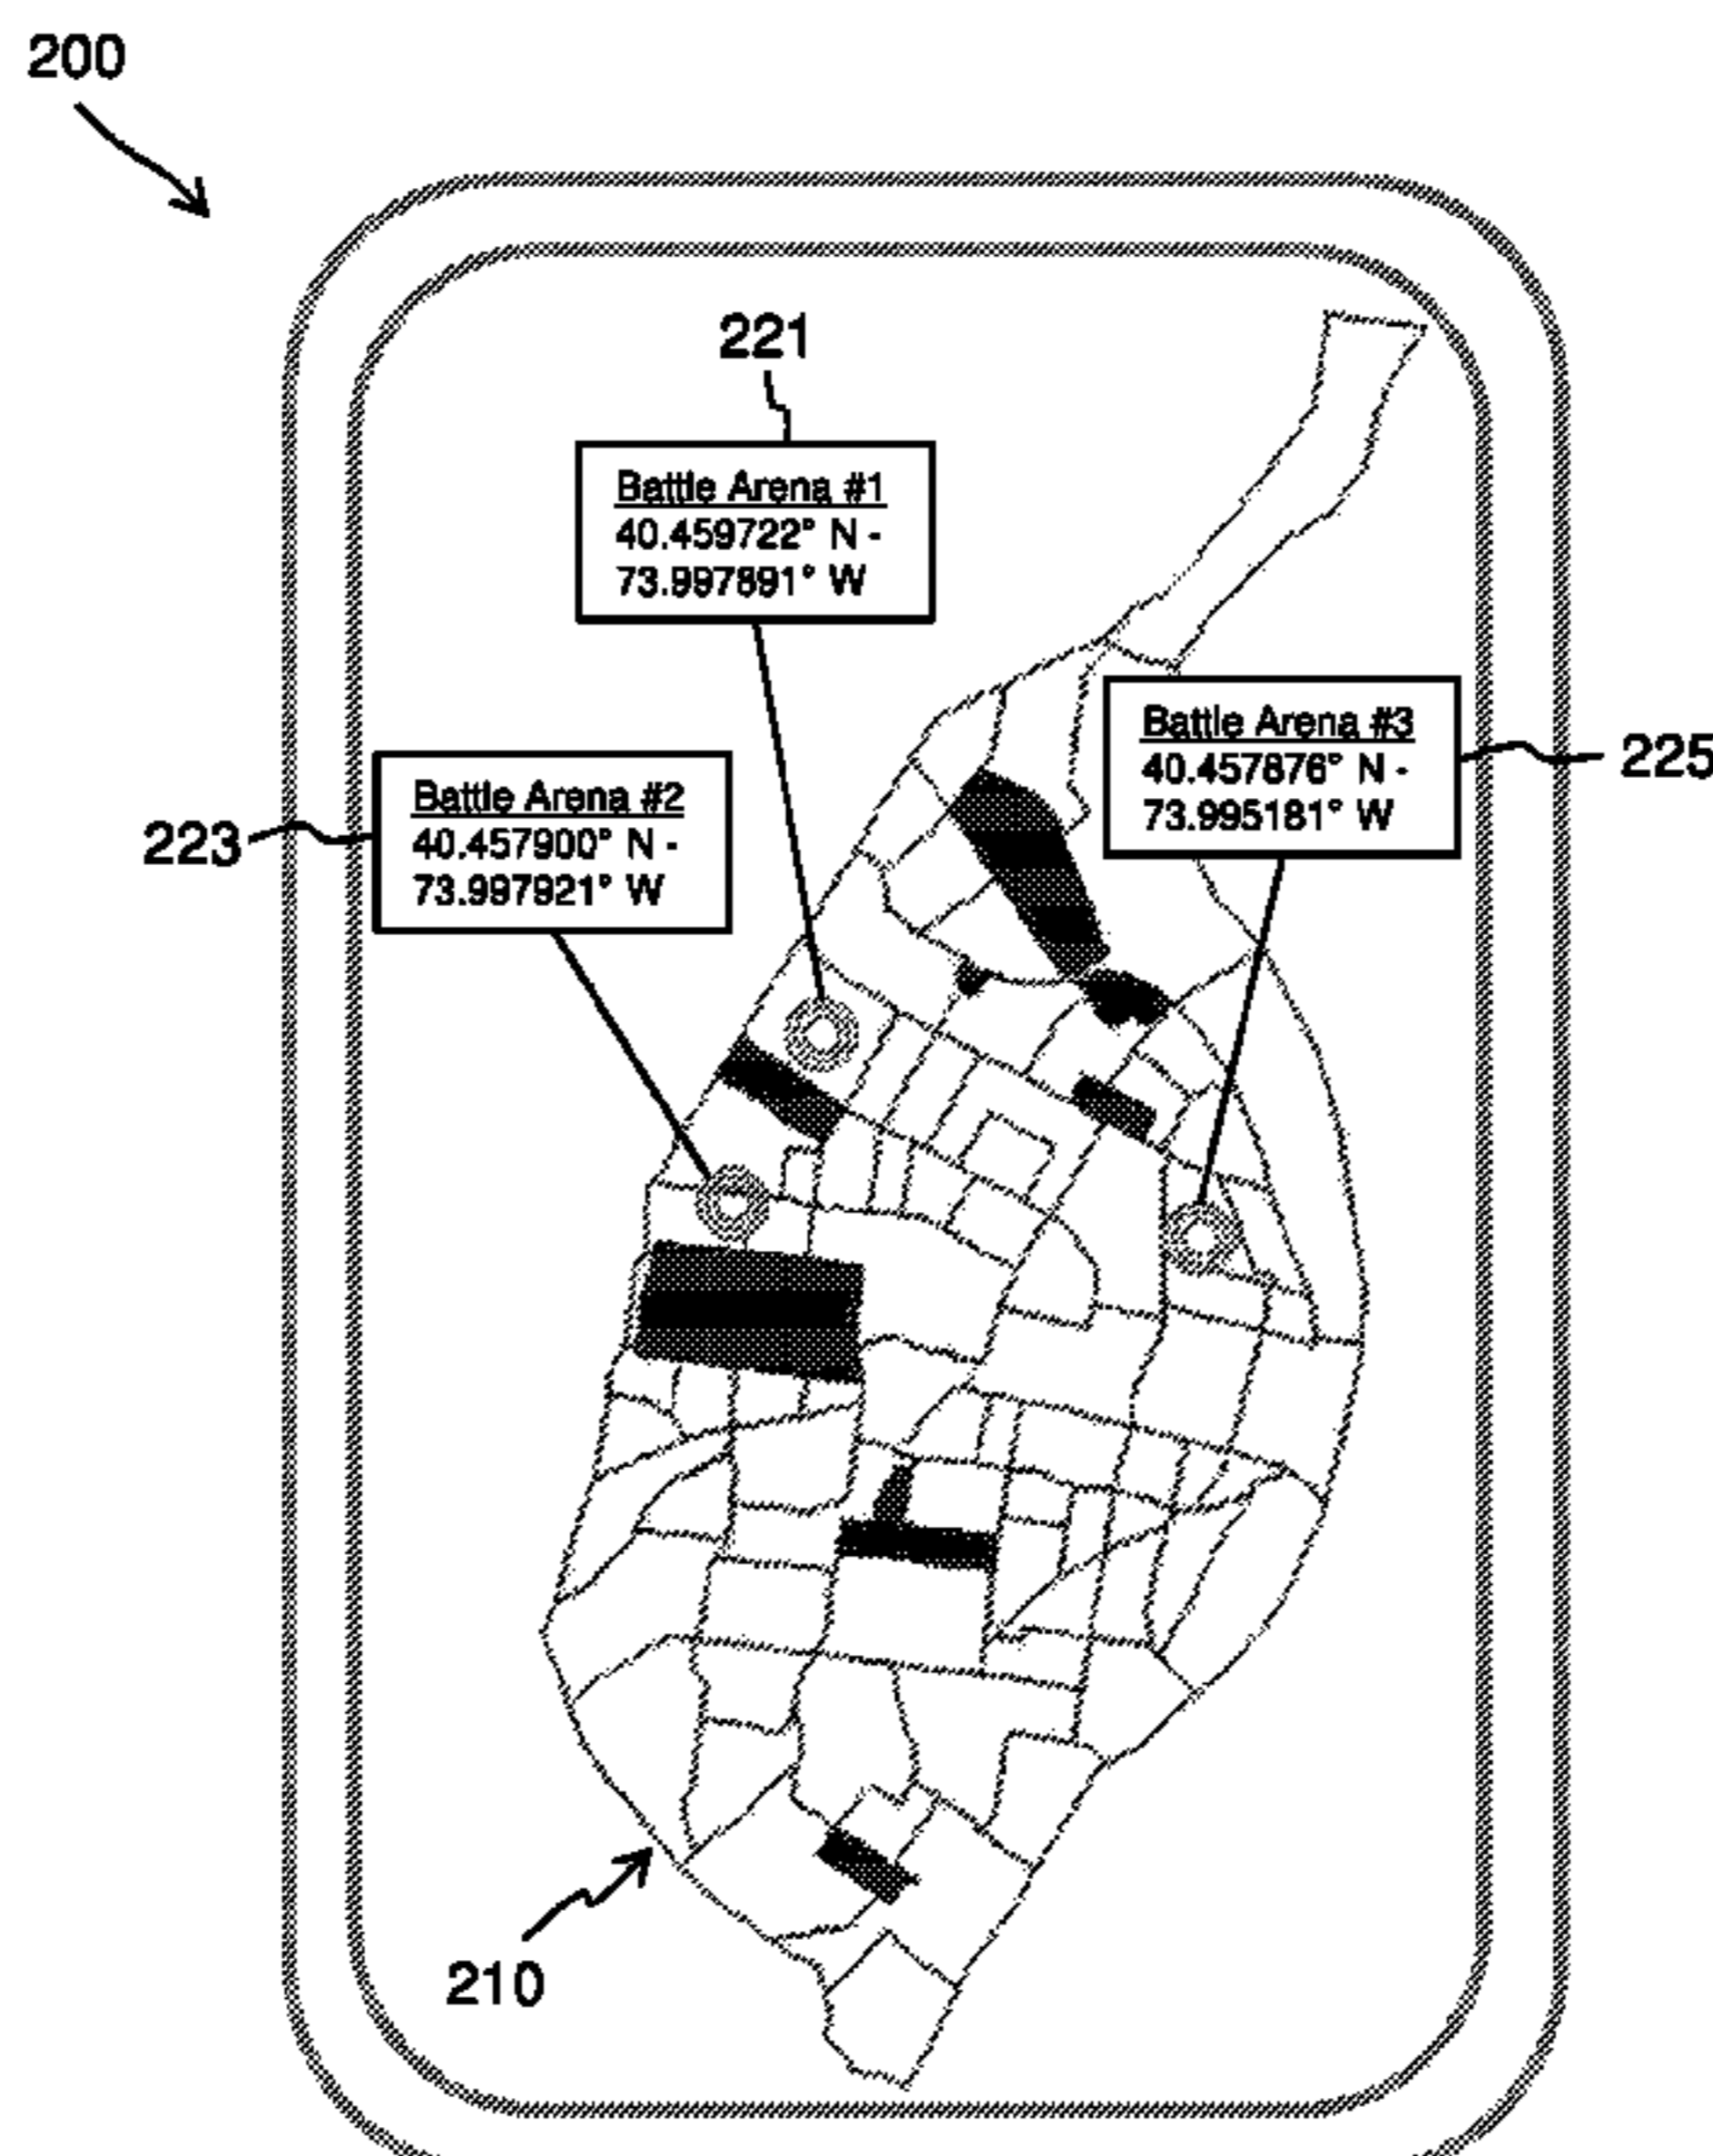 200
221
Battle Arena #1
40.459722° N -
73.997891° W
Battle Arena #3
40.457876° N -
73.995181° W
225
Battle Arena #2
40.457900° N -
73.997921° W
223
210